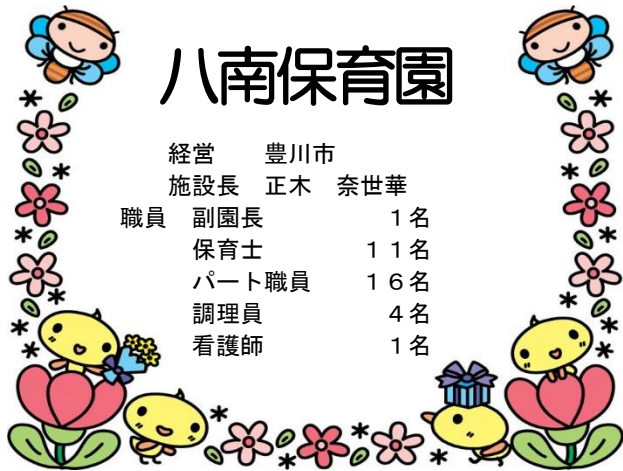 八南保育園
経営　　豊川市
施設長　正木　奈世華
職員　副園長　　　　　1名
保育士　　　　１１名
パート職員　　１６名
調理員　　　　　4名
看護師　　　　　1名